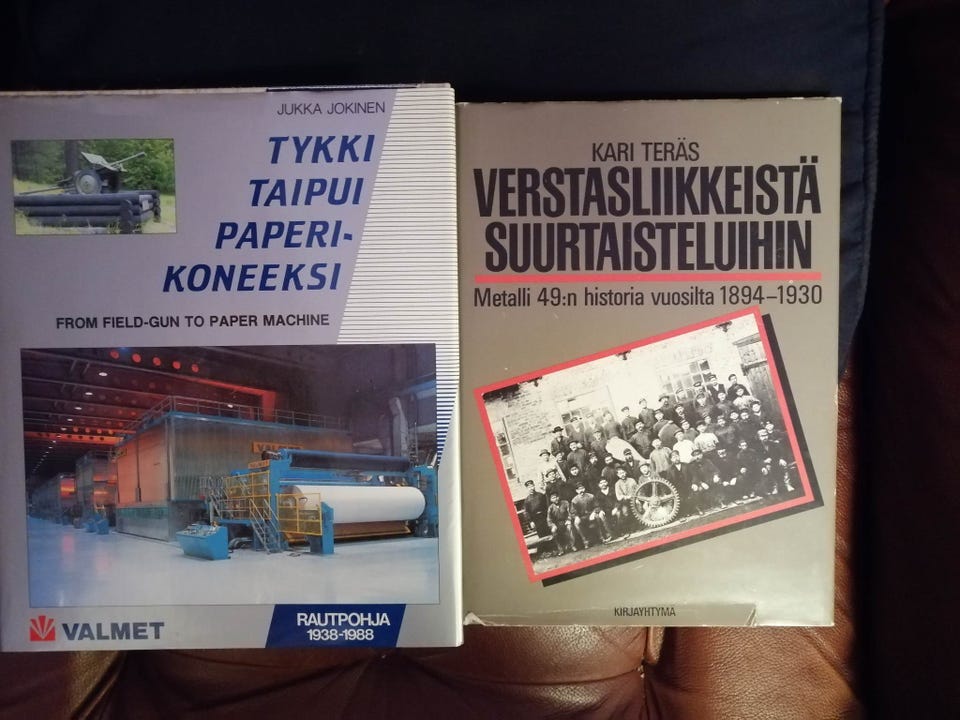 JUKKA JOKINEN
TYKKI
TAIPUI
PAPERI-
KONEEKSI
FROM FIELD-GUN TO PAPER MACHINE
VALMET
VALMET
RAUTPOHJA
1938-1988
KARI TERÄS
VERSTASLIIKKEISTÄ
SUURTAISTELUIHIN
Metalli 49:n historia vuosilta 1894–1930
KIRJAYHTYMÄ